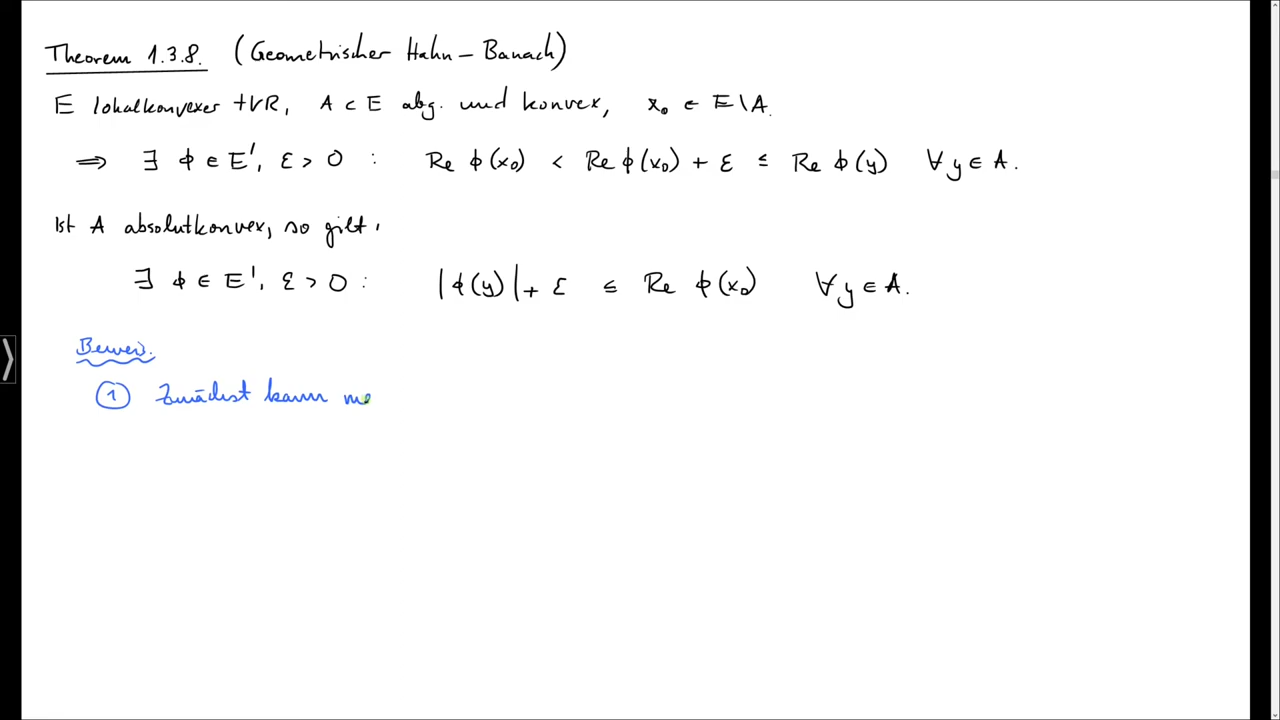 Theorem 1.3.8. (Geometrischer Hahn–Banach)
E lokalkonvexer tVR, A ⊂ E abg. und konvex, x₀ ∈ E\A.
⇒ ∃ ϕ ∈ E', ε > 0 : Re ϕ(x₀) < Re ϕ(x₀) + ε ≤ Re ϕ(y) ∀ y ∈ A.
Ist A absolutkonvex, so gilt:
∃ ϕ ∈ E', ε > 0 : |ϕ(y)| + ε ≤ Re ϕ(x₀) ∀ y ∈ A.
Beweis.
① Zunächst kann me